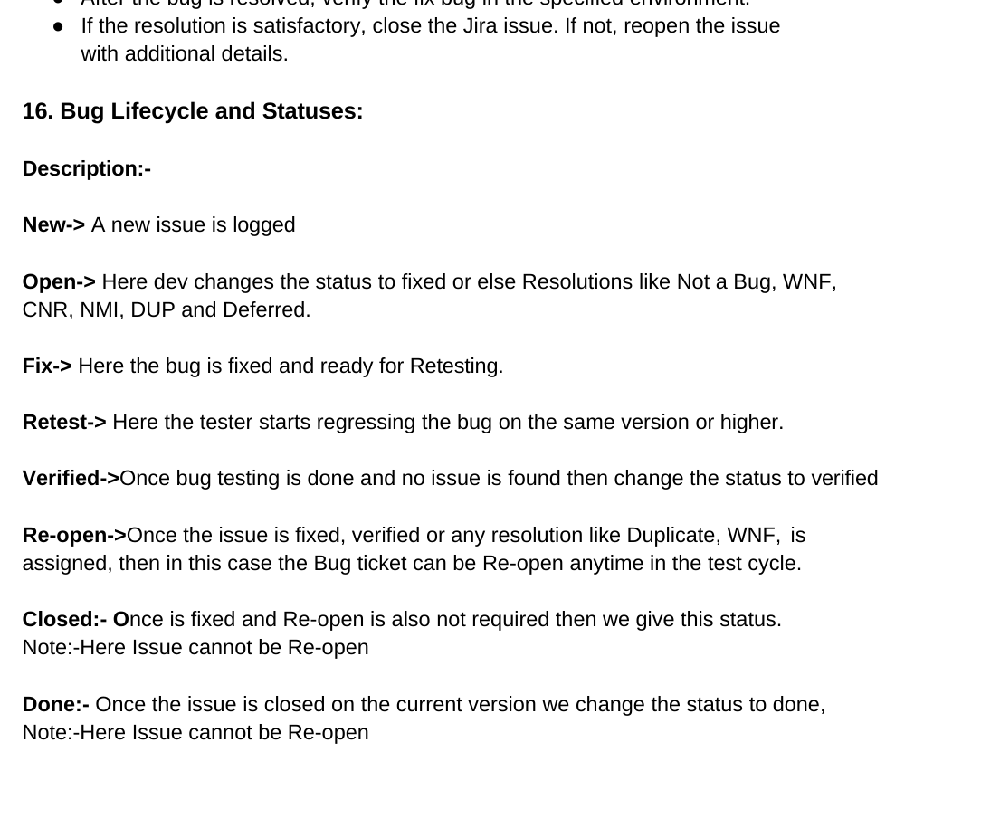 ● After the bug is resolved, verify the fix bug in the specified environment.
● If the resolution is satisfactory, close the Jira issue. If not, reopen the issue
with additional details.
16. Bug Lifecycle and Statuses:
Description:-
New-> A new issue is logged
Open-> Here dev changes the status to fixed or else Resolutions like Not a Bug, WNF,
CNR, NMI, DUP and Deferred.
Fix-> Here the bug is fixed and ready for Retesting.
Retest-> Here the tester starts regressing the bug on the same version or higher.
Verified->Once bug testing is done and no issue is found then change the status to verified
Re-open->Once the issue is fixed, verified or any resolution like Duplicate, WNF, is
assigned, then in this case the Bug ticket can be Re-open anytime in the test cycle.
Closed:- Once is fixed and Re-open is also not required then we give this status.
Note:-Here Issue cannot be Re-open
Done:- Once the issue is closed on the current version we change the status to done,
Note:-Here Issue cannot be Re-open